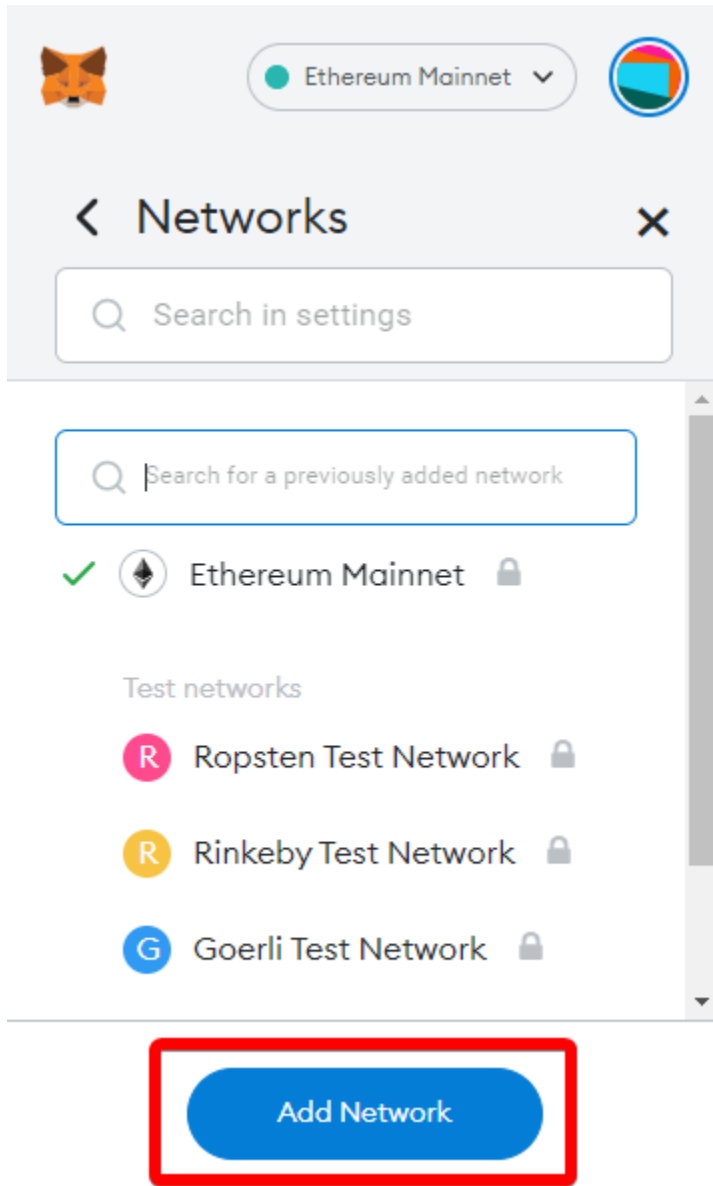 Ethereum Mainnet
Networks
Search in settings
Search for a previously added network
Ethereum Mainnet
Test networks
R Ropsten Test Network
R Rinkeby Test Network
G Goerli Test Network
Add Network